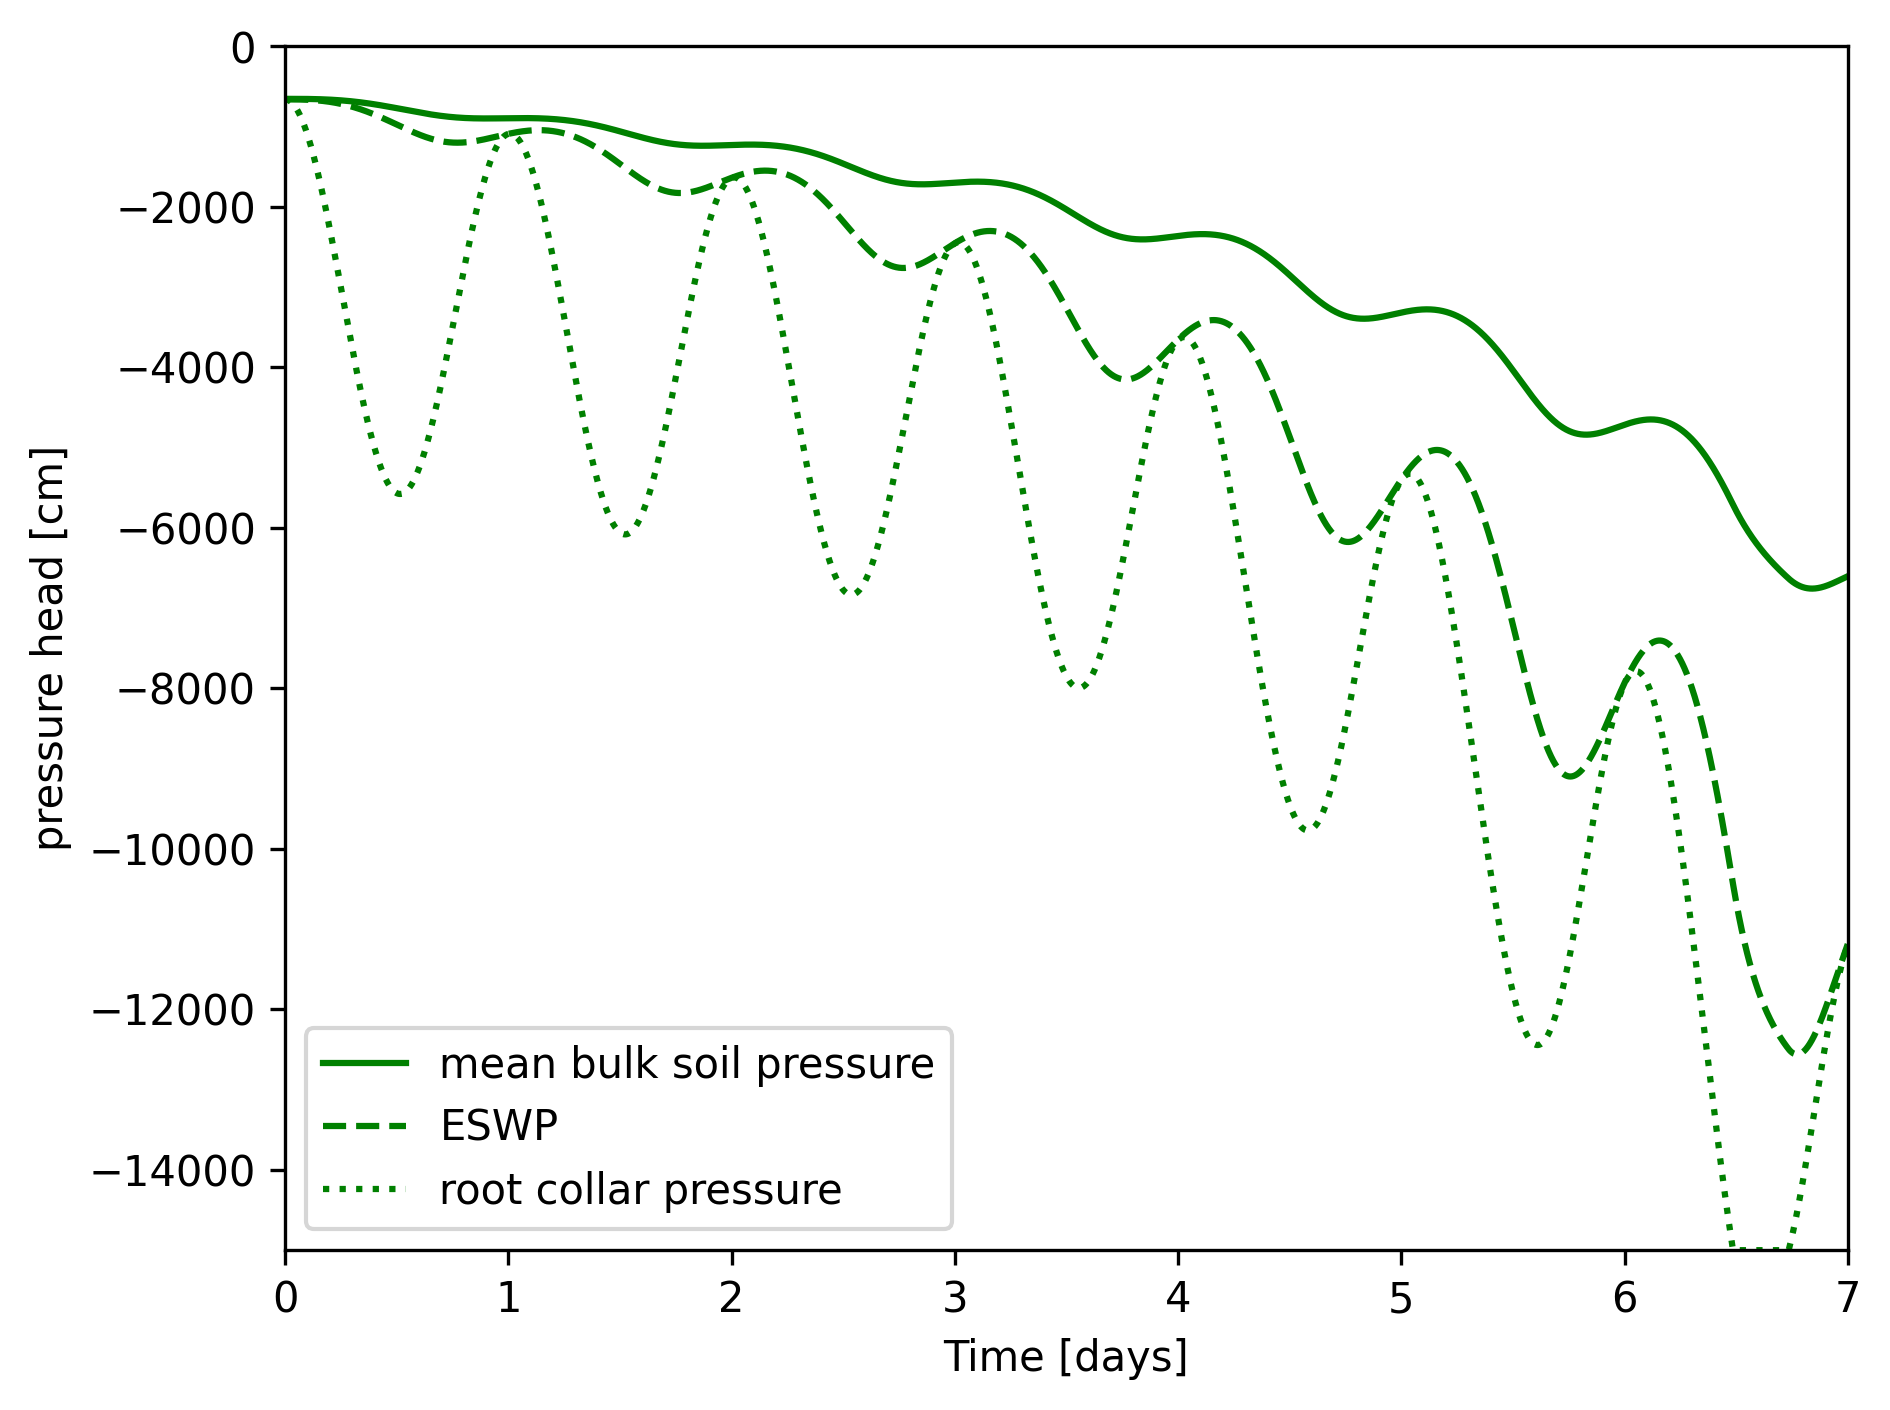 0
−2000
−4000
−6000
−8000
−10000
−12000
−14000
pressure head [cm]
mean bulk soil pressure
ESWP
root collar pressure
0 1 2 3 4 5 6 7
Time [days]